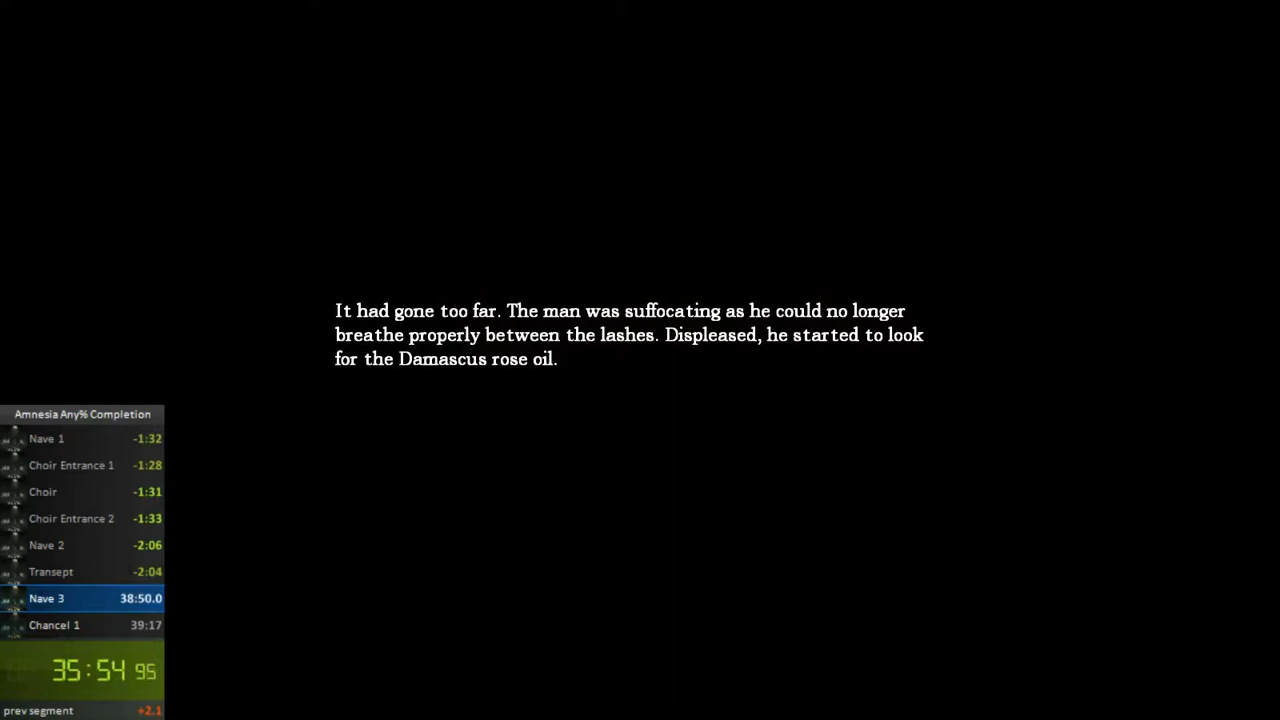 It had gone too far. The man was suffocating as he could no longer
breathe properly between the lashes. Displeased, he started to look
for the Damascus rose oil.
Amnesia Any% Completion
Nave 1 -1:32
Choir Entrance 1 -1:28
Choir -1:31
Choir Entrance 2 -1:33
Nave 2 -2:06
Transept -2:04
Nave 3 38:50.0
Chancel 1 39:17
35:54 95
prev segment +2.1